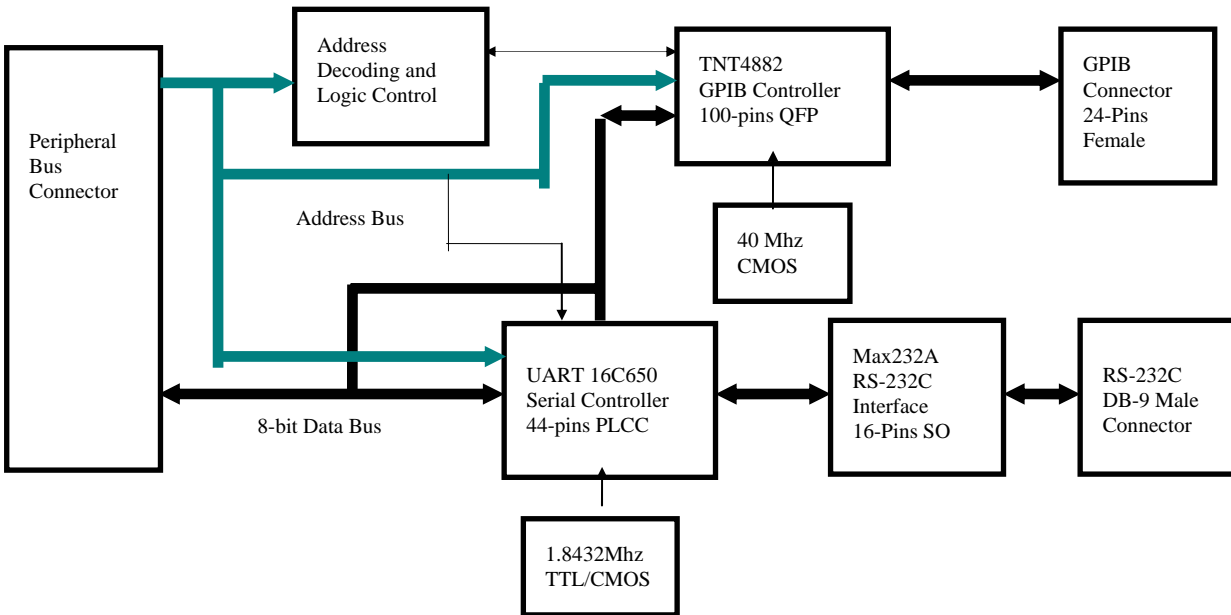 Peripheral
Bus
Connector
Address
Decoding and
Logic Control
TNT4882
GPIB Controller
100-pins QFP
GPIB
Connector
24-Pins
Female
Address Bus
40 Mhz
CMOS
UART 16C650
Serial Controller
44-pins PLCC
Max232A
RS-232C
Interface
16-Pins SO
RS-232C
DB-9 Male
Connector
8-bit Data Bus
1.8432Mhz
TTL/CMOS